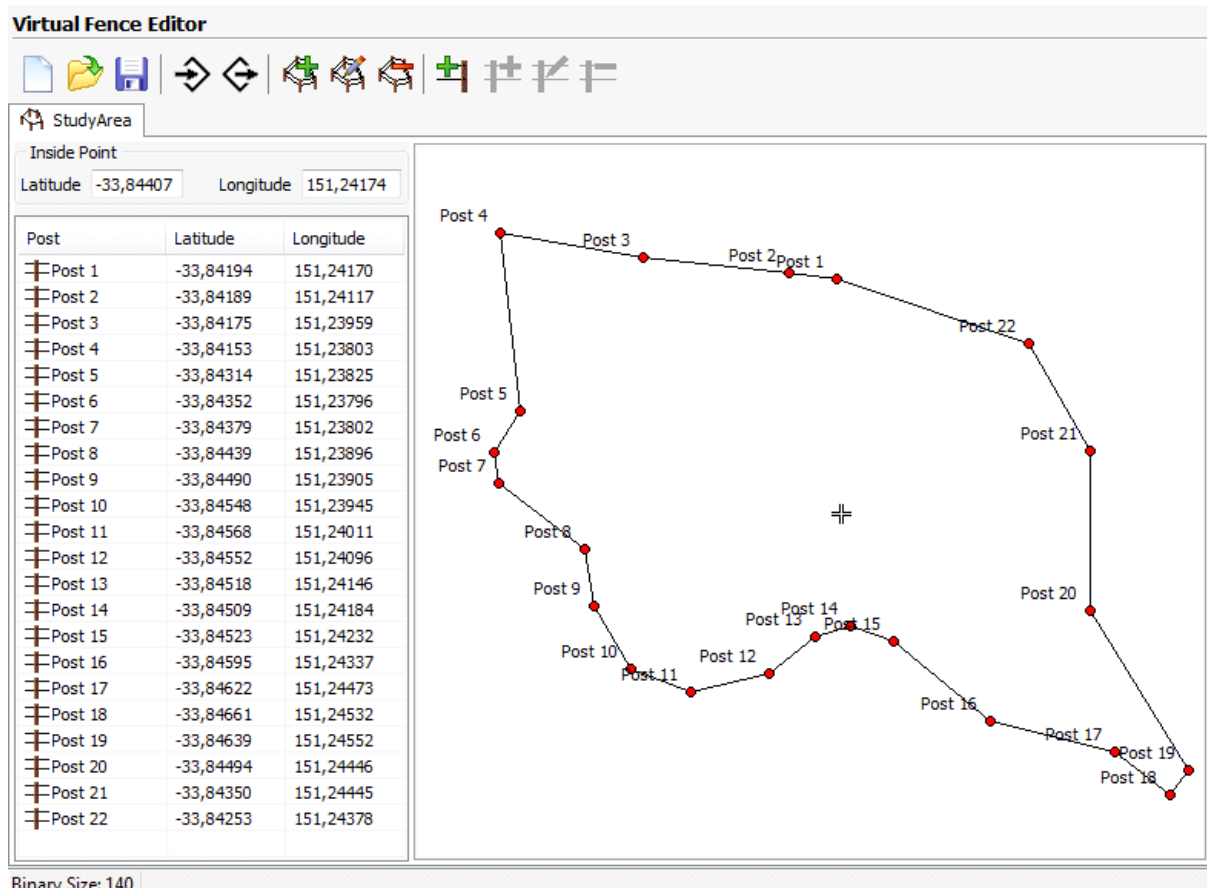 Virtual Fence Editor
StudyArea
Inside Point
Latitude -33,84407 Longitude 151,24174
Post Latitude Longitude
Post 1 -33,84194 151,24170
Post 2 -33,84189 151,24117
Post 3 -33,84175 151,23959
Post 4 -33,84153 151,23803
Post 5 -33,84314 151,23825
Post 6 -33,84352 151,23796
Post 7 -33,84379 151,23802
Post 8 -33,84439 151,23896
Post 9 -33,84490 151,23905
Post 10 -33,84548 151,23945
Post 11 -33,84568 151,24011
Post 12 -33,84552 151,24096
Post 13 -33,84518 151,24146
Post 14 -33,84509 151,24184
Post 15 -33,84523 151,24232
Post 16 -33,84595 151,24337
Post 17 -33,84622 151,24473
Post 18 -33,84661 151,24532
Post 19 -33,84639 151,24552
Post 20 -33,84494 151,24446
Post 21 -33,84350 151,24445
Post 22 -33,84253 151,24378
Post 4
Post 3
Post 2
Post 1
Post 22
Post 5
Post 21
Post 6
Post 7
Post 8
Post 9
Post 20
Post 14
Post 13
Post 15
Post 10
Post 12
Post 11
Post 16
Post 17
Post 19
Post 18
Binary Size: 140